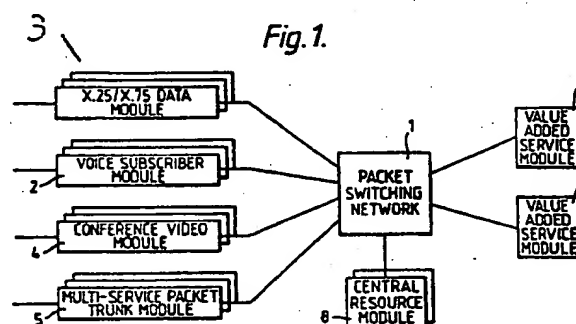 3
Fig.1.
X.25/X.75 DATA
MODULE
2
VOICE SUBSCRIBER
MODULE
4
CONFERENCE VIDEO
MODULE
5
MULTI-SERVICE PACKET
TRUNK MODULE
1
PACKET
SWITCHING
NETWORK
8
CENTRAL
RESOURCE
MODULE
VALUE
ADDED
SERVICE
MODULE
VALUE
ADDED
SERVICE
MODULE